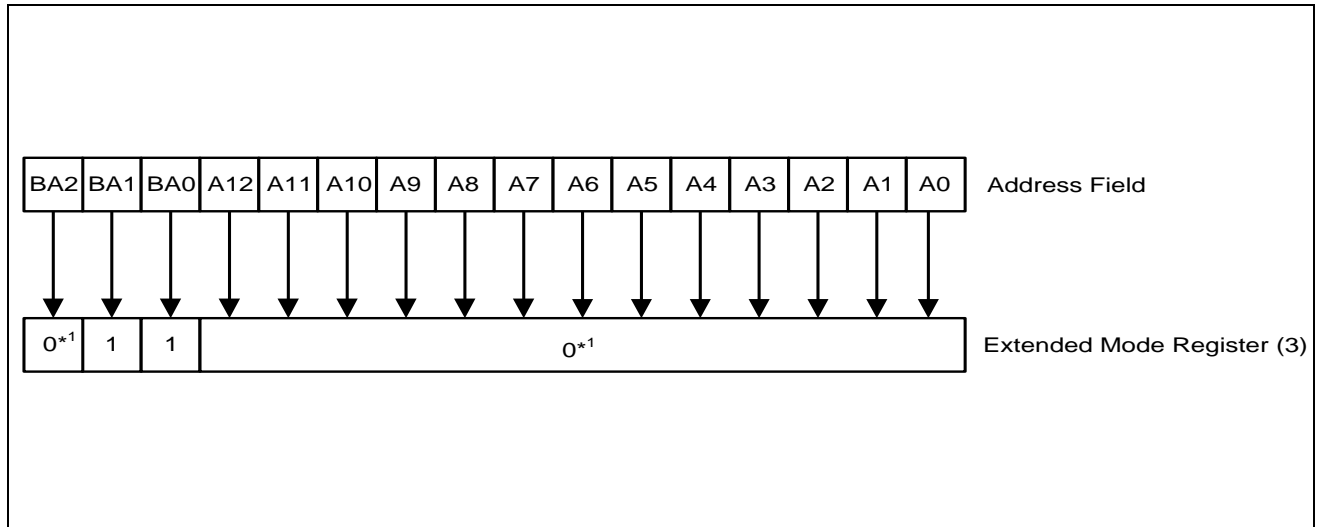 BA2 BA1 BA0 A12 A11 A10 A9 A8 A7 A6 A5 A4 A3 A2 A1 A0 Address Field
0*1 1 1 0*1 Extended Mode Register (3)